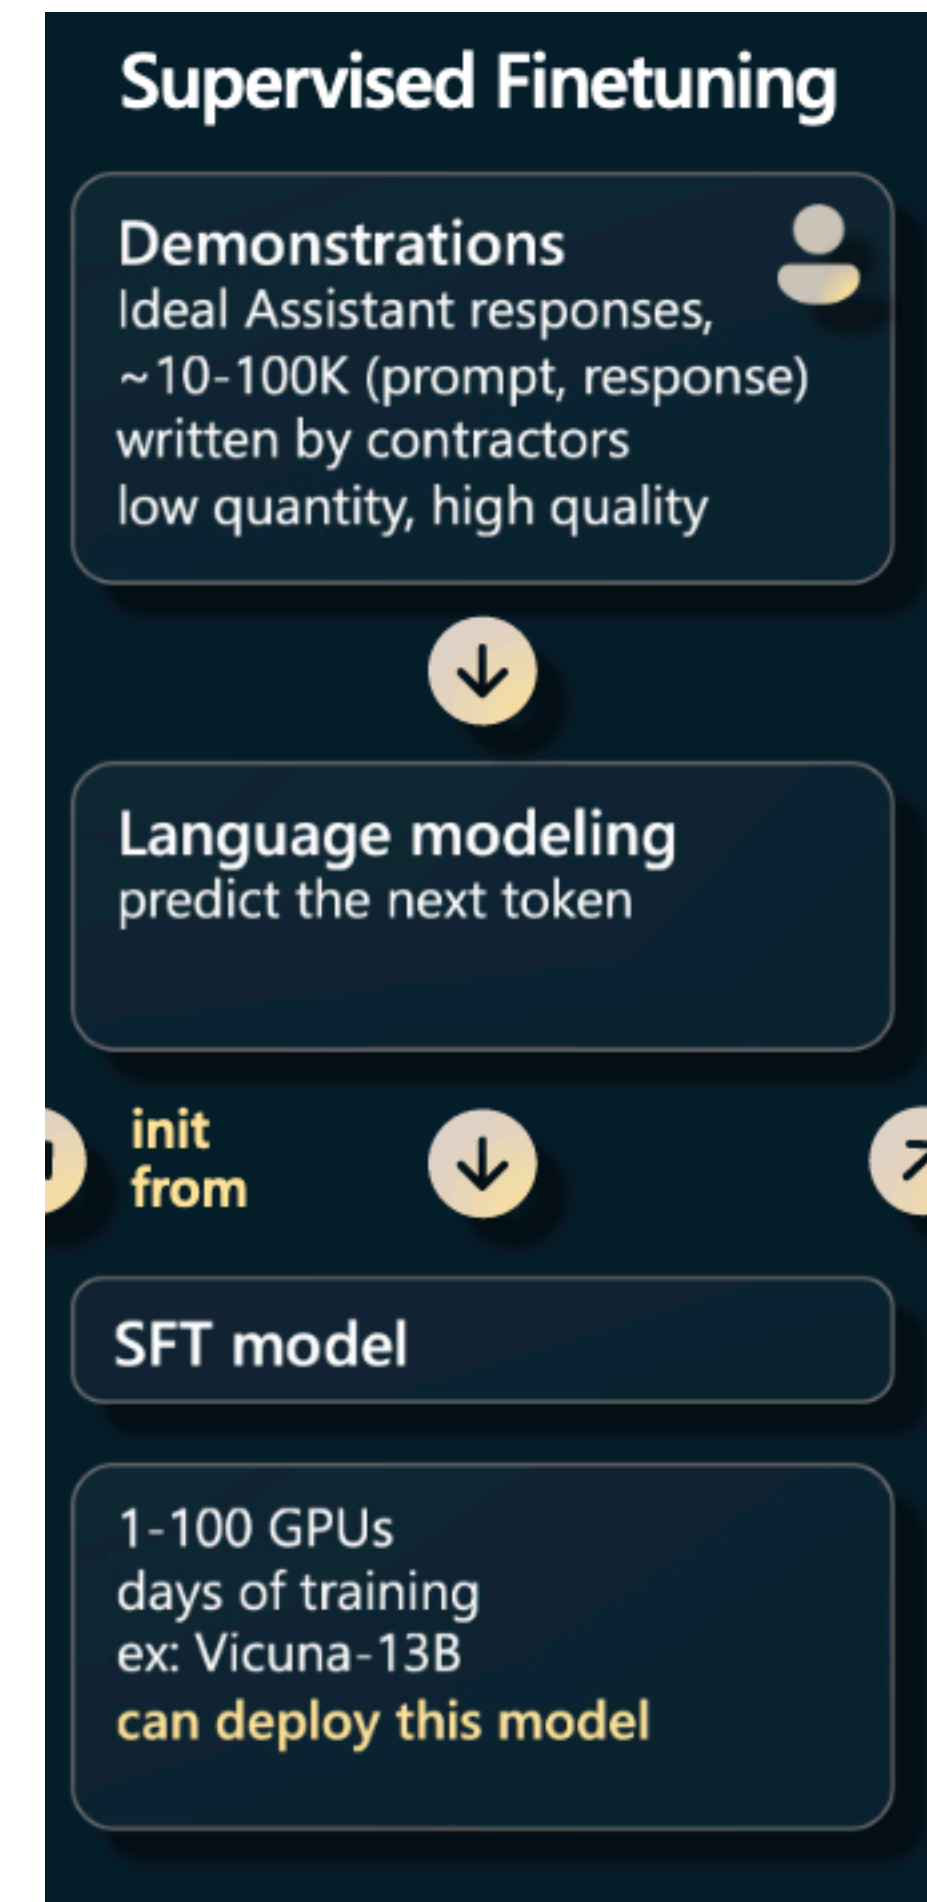 Supervised Finetuning
Demonstrations
Ideal Assistant responses,
~10-100K (prompt, response)
written by contractors
low quantity, high quality
Language modeling
predict the next token
init
from
SFT model
1-100 GPUs
days of training
ex: Vicuna-13B
can deploy this model